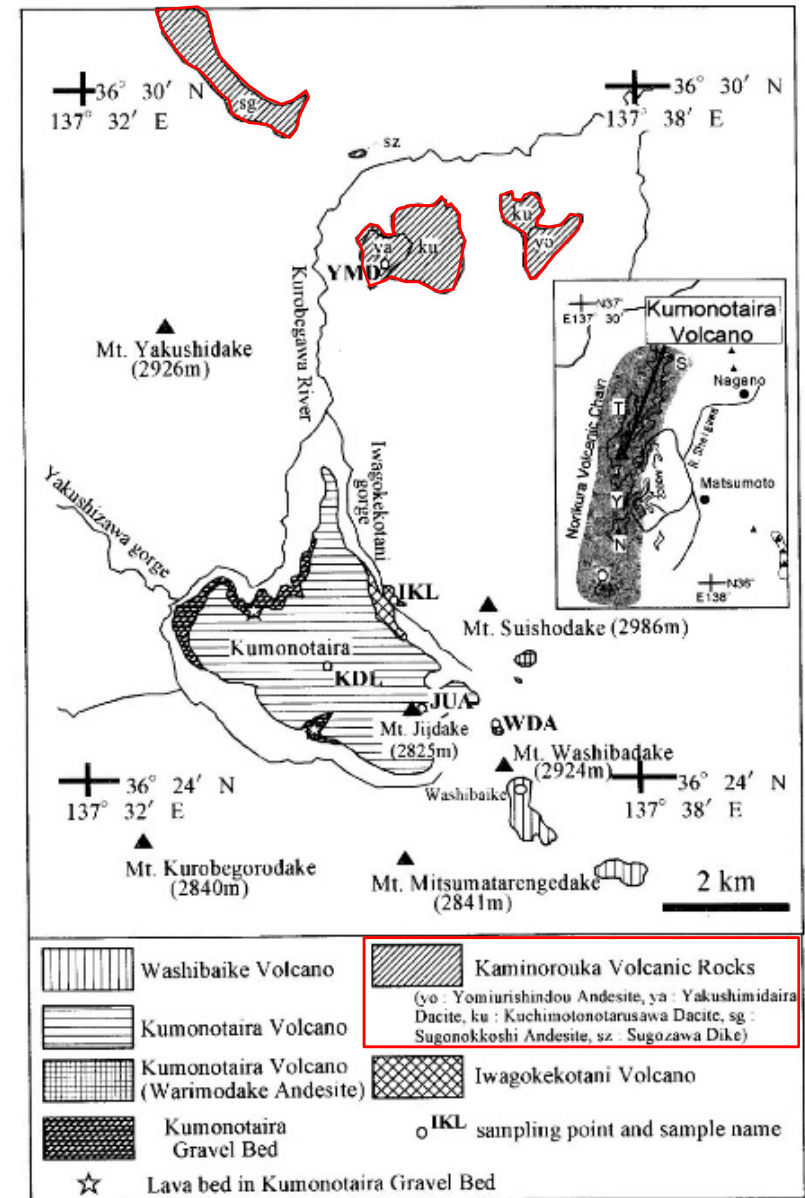 36° 30′ N
137° 32′ E
36° 30′ N
137° 38′ E
sg
sz
ku
yo
ya
ku
YMD
Kurobegawa River
Mt. Yakushidake
(2926m)
Kumonotaira
Volcano
N37°
E137° 30′
S
Nagano
T
Norikura Volcanic Chain
Matsumoto
Y
N
O
N36°
E138°
Iwagokekotani
gorge
Yakushizawa gorge
IKL
Mt. Suishodake (2986m)
Kumonotaira
KDL
JUA
Mt. Jijdake
(2825m)
WDA
Mt. Washibadake
(2924m)
Washibaike
36° 24′ N
137° 32′ E
36° 24′ N
137° 38′ E
Mt. Kurobegorodake
(2840m)
Mt. Mitsumatarengedake
(2841m)
2 km
Washibaike Volcano
Kumonotaira Volcano
Kumonotaira Volcano
(Warimodake Andesite)
Kumonotaira
Gravel Bed
Lava bed in Kumonotaira Gravel Bed
Kaminorouka Volcanic Rocks
(yo : Yomiurishindou Andesite, ya : Yakushimidaira
Dacite, ku : Kuchimotonotarusawa Dacite, sg :
Sugonokkoshi Andesite, sz : Sugozawa Dike)
Iwagokekotani Volcano
IKL sampling point and sample name